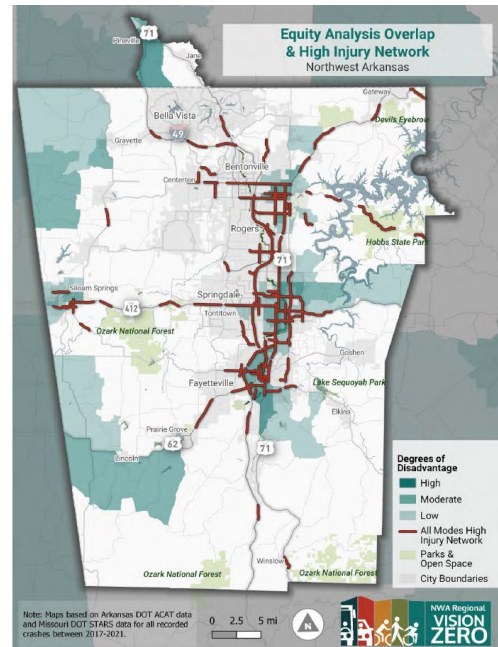 Equity Analysis Overlap
& High Injury Network
Northwest Arkansas
71
Pineville
Jane
Gateway
Devils Eyebrow
Bella Vista
49
Gravette
Bentonville
Centerton
Rogers
Hobbs State Park
71
Siloam Springs
Springdale
412
Tontitown
Ozark National Forest
Goshen
Fayetteville
Lake Sequoyah Park
Elkins
Prairie Grove
62
71
Lincoln
Winslow
Ozark National Forest
Ozark National Forest
Degrees of
Disadvantage
High
Moderate
Low
All Modes High
Injury Network
Parks &
Open Space
City Boundaries
Note: Maps based on Arkansas DOT ACAT data
and Missouri DOT STARS data for all recorded
crashes between 2017-2021.
0 2.5 5 mi
N
NWA Regional
VISION
ZERO